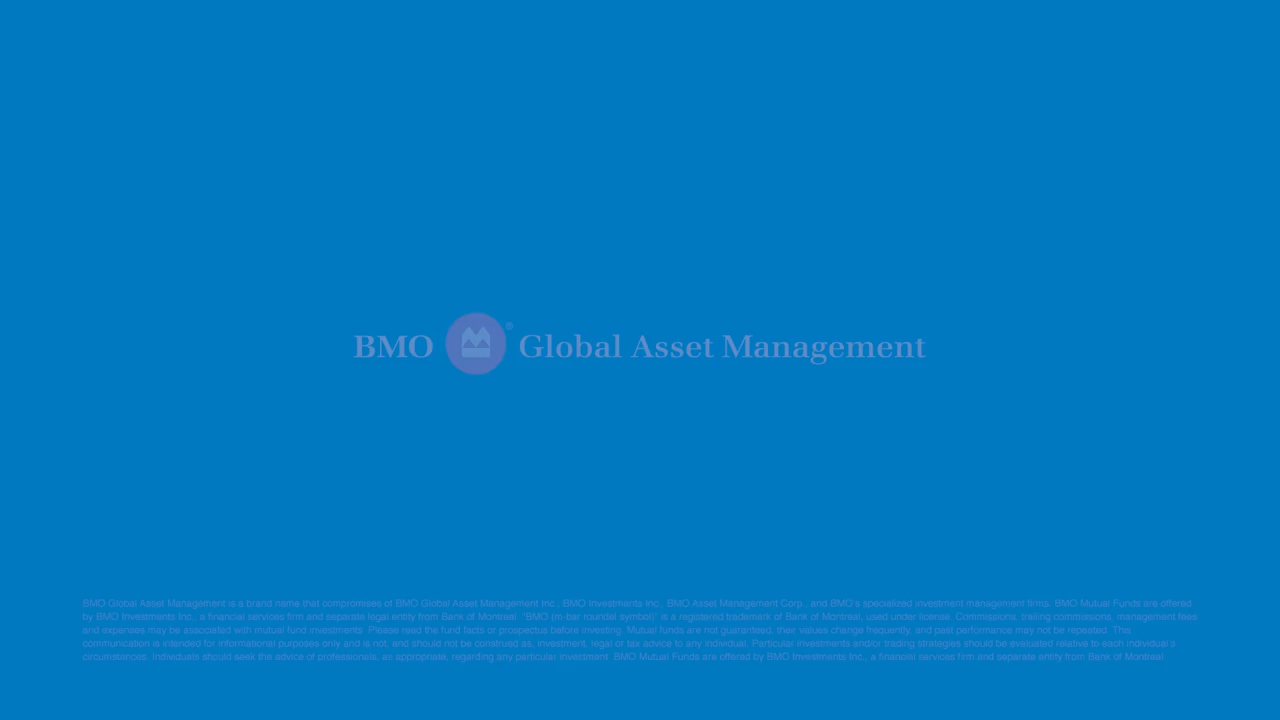 BMO ® Global Asset Management
BMO Global Asset Management is a brand name that compromises of BMO Global Asset Management Inc., BMO Investments Inc., BMO Asset Management Corp., and BMO's specialized investment management firms. BMO Mutual Funds are offered
by BMO Investments Inc., a financial services firm and separate legal entity from Bank of Montreal. "BMO (m-bar roundel symbol)" is a registered trademark of Bank of Montreal, used under license. Commissions, trailing commissions, management fees
and expenses may be associated with mutual fund investments. Please read the fund facts or prospectus before investing. Mutual funds are not guaranteed, their values change frequently, and past performance may not be repeated. This
communication is intended for informational purposes only and is not, and should not be construed as, investment, legal or tax advice to any individual. Particular investments and/or trading strategies should be evaluated relative to each individual's
circumstances. Individuals should seek the advice of professionals, as appropriate, regarding any particular investment. BMO Mutual Funds are offered by BMO Investments Inc., a financial services firm and separate entity from Bank of Montreal.